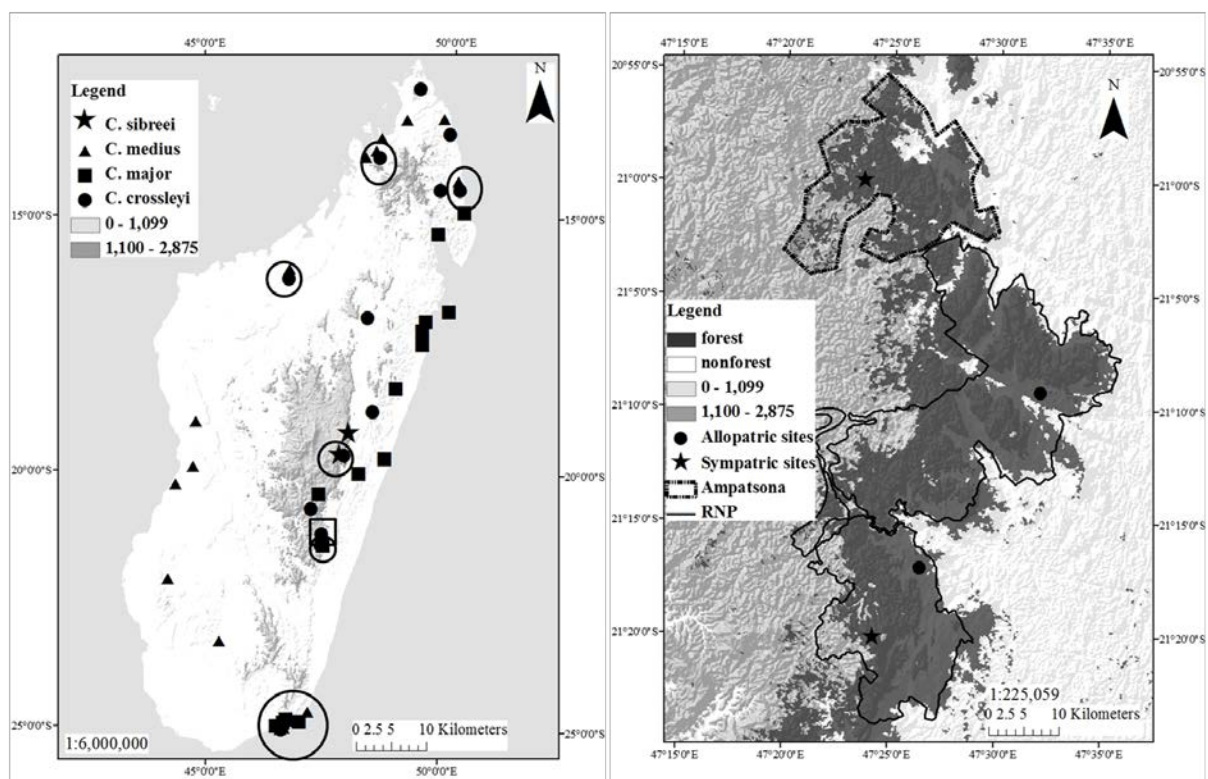 45°0'0"E 50°0'0"E
N
Legend
C. sibreei
C. medius
C. major
C. crossleyi
0 - 1,099
1,100 - 2,875
15°0'0"S 15°0'0"S
20°0'0"S 20°0'0"S
25°0'0"S 25°0'0"S
1:6,000,000
0 2.5 5 10 Kilometers
45°0'0"E 50°0'0"E
47°15'0"E 47°20'0"E 47°25'0"E 47°30'0"E 47°35'0"E
20°55'0"S 20°55'0"S
N
21°0'0"S 21°0'0"S
21°5'0"S 21°5'0"S
Legend
forest
nonforest
0 - 1,099
1,100 - 2,875
Allopatric sites
Sympatric sites
Ampatsona
RNP
21°10'0"S 21°10'0"S
21°15'0"S 21°15'0"S
21°20'0"S 21°20'0"S
1:225,059
0 2.5 5 10 Kilometers
47°15'0"E 47°20'0"E 47°25'0"E 47°30'0"E 47°35'0"E